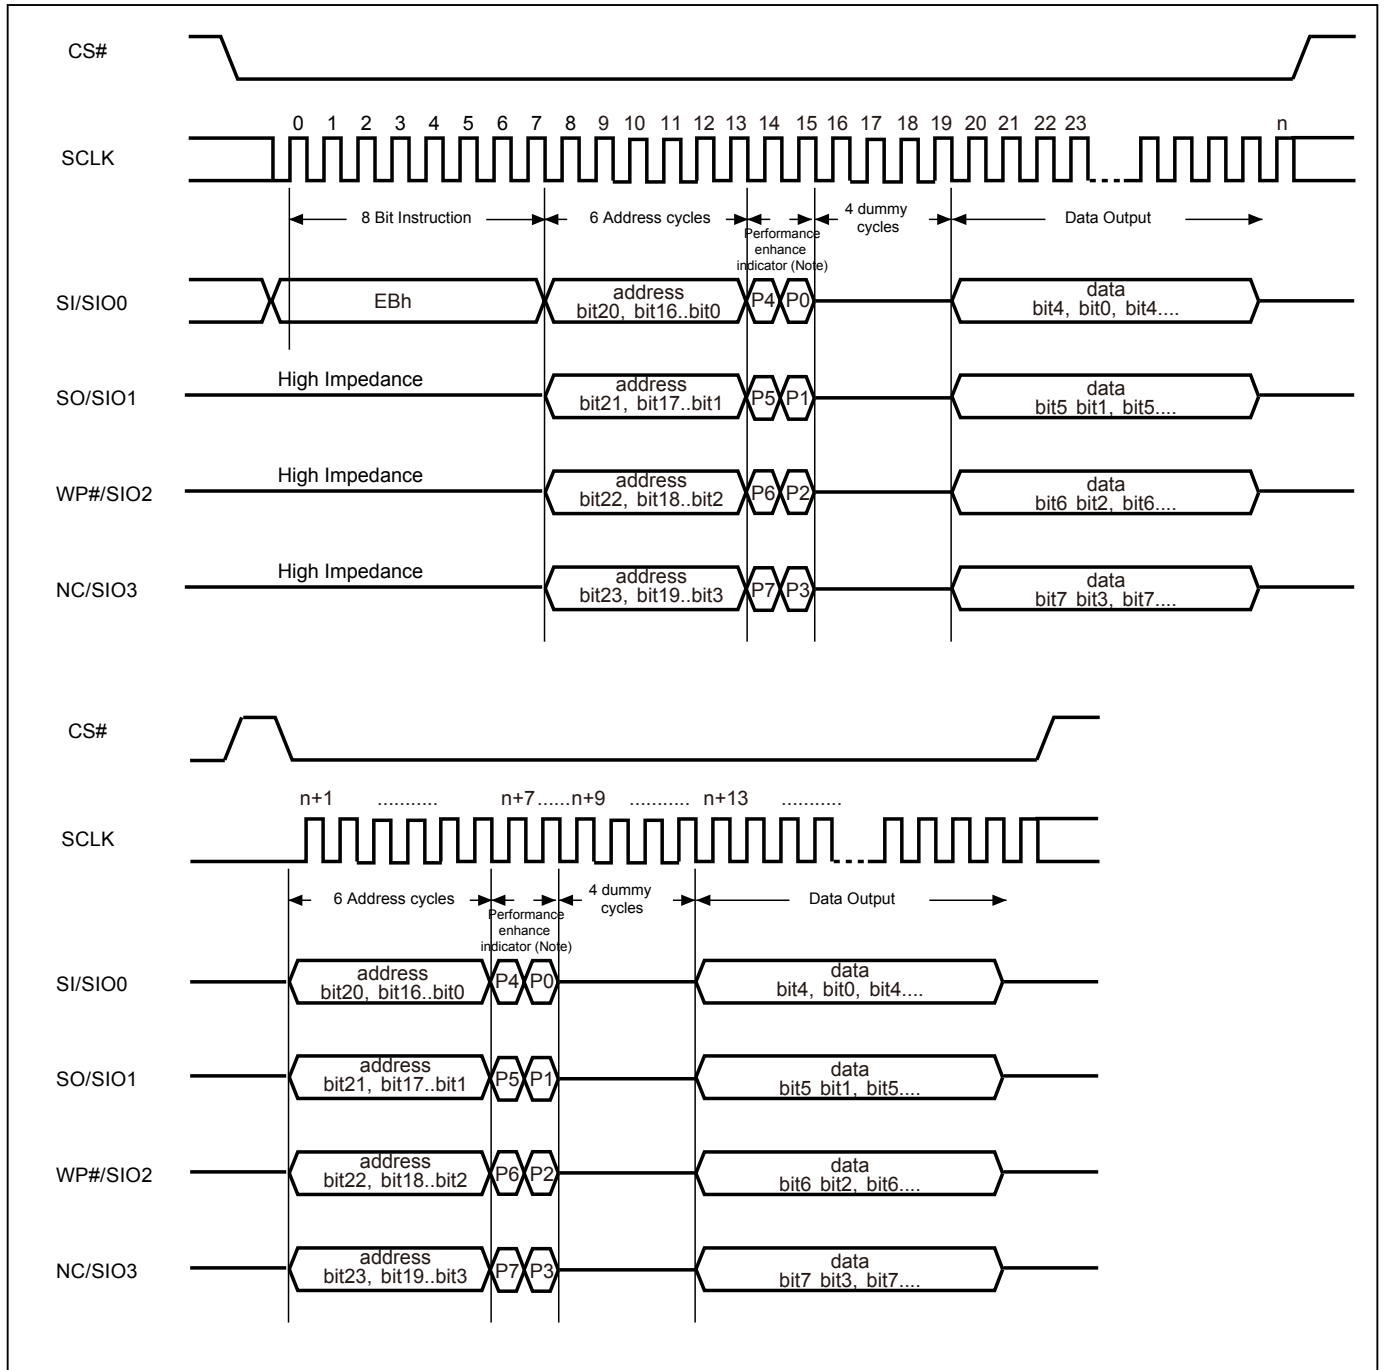 CS#
0 1 2 3 4 5 6 7 8 9 10 11 12 13 14 15 16 17 18 19 20 21 22 23 n
SCLK
8 Bit Instruction 6 Address cycles 4 dummy cycles Data Output
Performance enhance indicator (Note)
SI/SIO0 EBh address bit20, bit16..bit0 P4 P0 data bit4, bit0, bit4....
High Impedance
SO/SIO1 address bit21, bit17..bit1 P5 P1 data bit5 bit1, bit5....
High Impedance
WP#/SIO2 address bit22, bit18..bit2 P6 P2 data bit6 bit2, bit6....
High Impedance
NC/SIO3 address bit23, bit19..bit3 P7 P3 data bit7 bit3, bit7....
CS#
n+1 ........... n+7......n+9 ........... n+13 ...........
SCLK
6 Address cycles 4 dummy cycles Data Output
Performance enhance indicator (Note)
SI/SIO0 address bit20, bit16..bit0 P4 P0 data bit4, bit0, bit4....
SO/SIO1 address bit21, bit17..bit1 P5 P1 data bit5 bit1, bit5....
WP#/SIO2 address bit22, bit18..bit2 P6 P2 data bit6 bit2, bit6....
NC/SIO3 address bit23, bit19..bit3 P7 P3 data bit7 bit3, bit7....